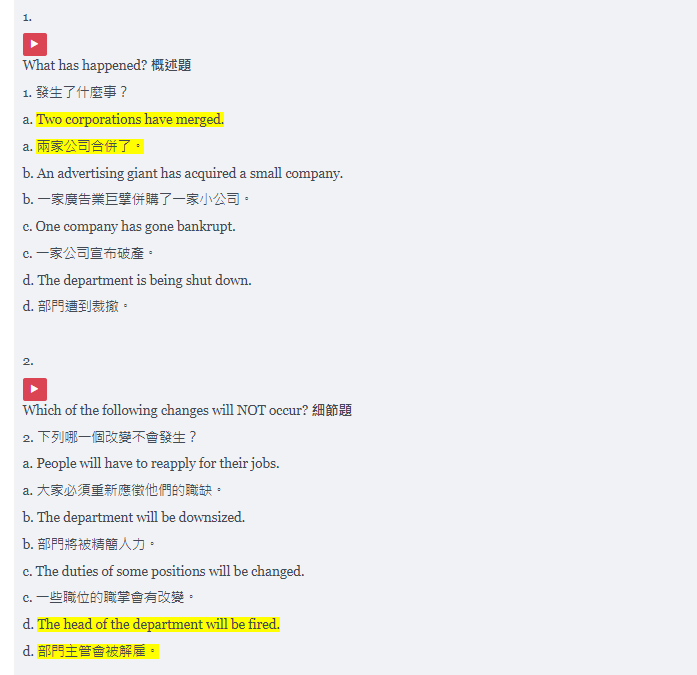 1.
What has happened? 概述題
1. 發生了什麼事？
a. Two corporations have merged.
a. 兩家公司合併了。
b. An advertising giant has acquired a small company.
b. 一家廣告業巨擘併購了一家小公司。
c. One company has gone bankrupt.
c. 一家公司宣布破產。
d. The department is being shut down.
d. 部門遭到裁撤。
2.
Which of the following changes will NOT occur? 細節題
2. 下列哪一個改變不會發生？
a. People will have to reapply for their jobs.
a. 大家必須重新應徵他們的職缺。
b. The department will be downsized.
b. 部門將被精簡人力。
c. The duties of some positions will be changed.
c. 一些職位的職掌會有改變。
d. The head of the department will be fired.
d. 部門主管會被解雇。